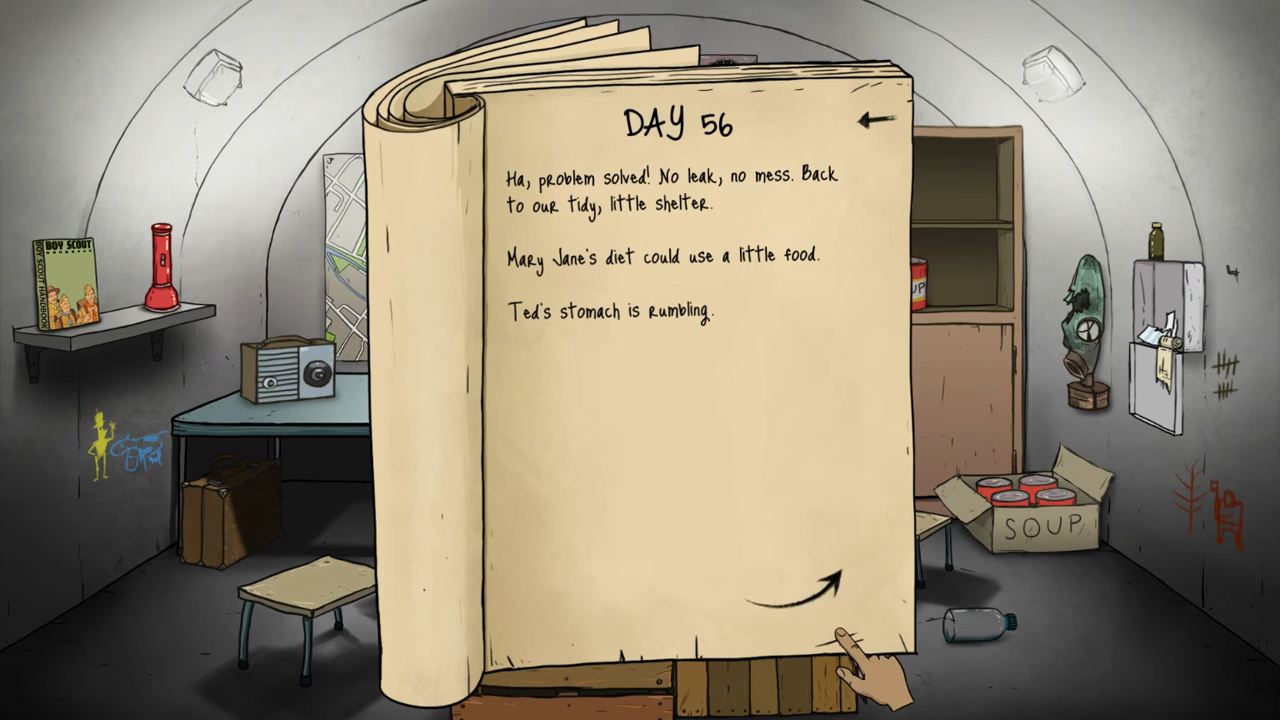 DAY 56
Ha, problem solved! No leak, no mess. Back
to our tidy, little shelter.
Mary Jane's diet could use a little food.
Ted's stomach is rumbling.
BOY SCOUT
BOY SCOUT HANDBOOK
UP
SOUP